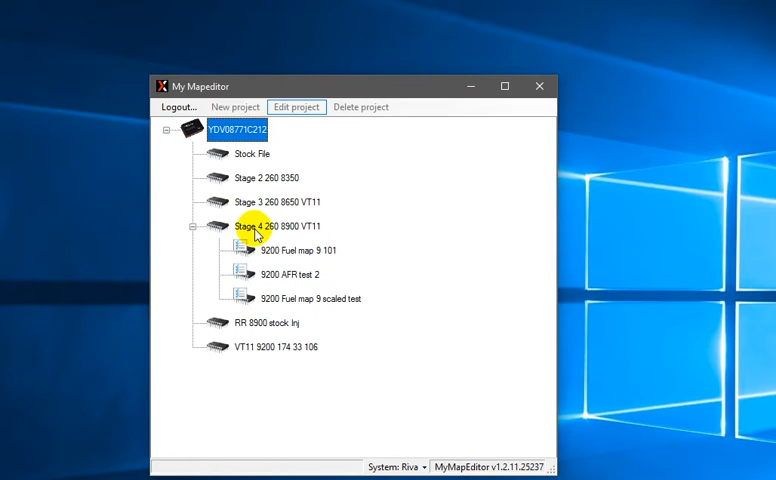 My Mapeditor
Logout... New project Edit project Delete project
YDV08771C212
Stock File
Stage 2 260 8350
Stage 3 260 8650 VT11
Stage 4 260 8900 VT11
9200 Fuel map 9 101
9200 AFR test 2
9200 Fuel map 9 scaled test
RR 8900 stock Inj
VT11 9200 174 33 106
System: Riva MyMapEditor v1.2.11.25237